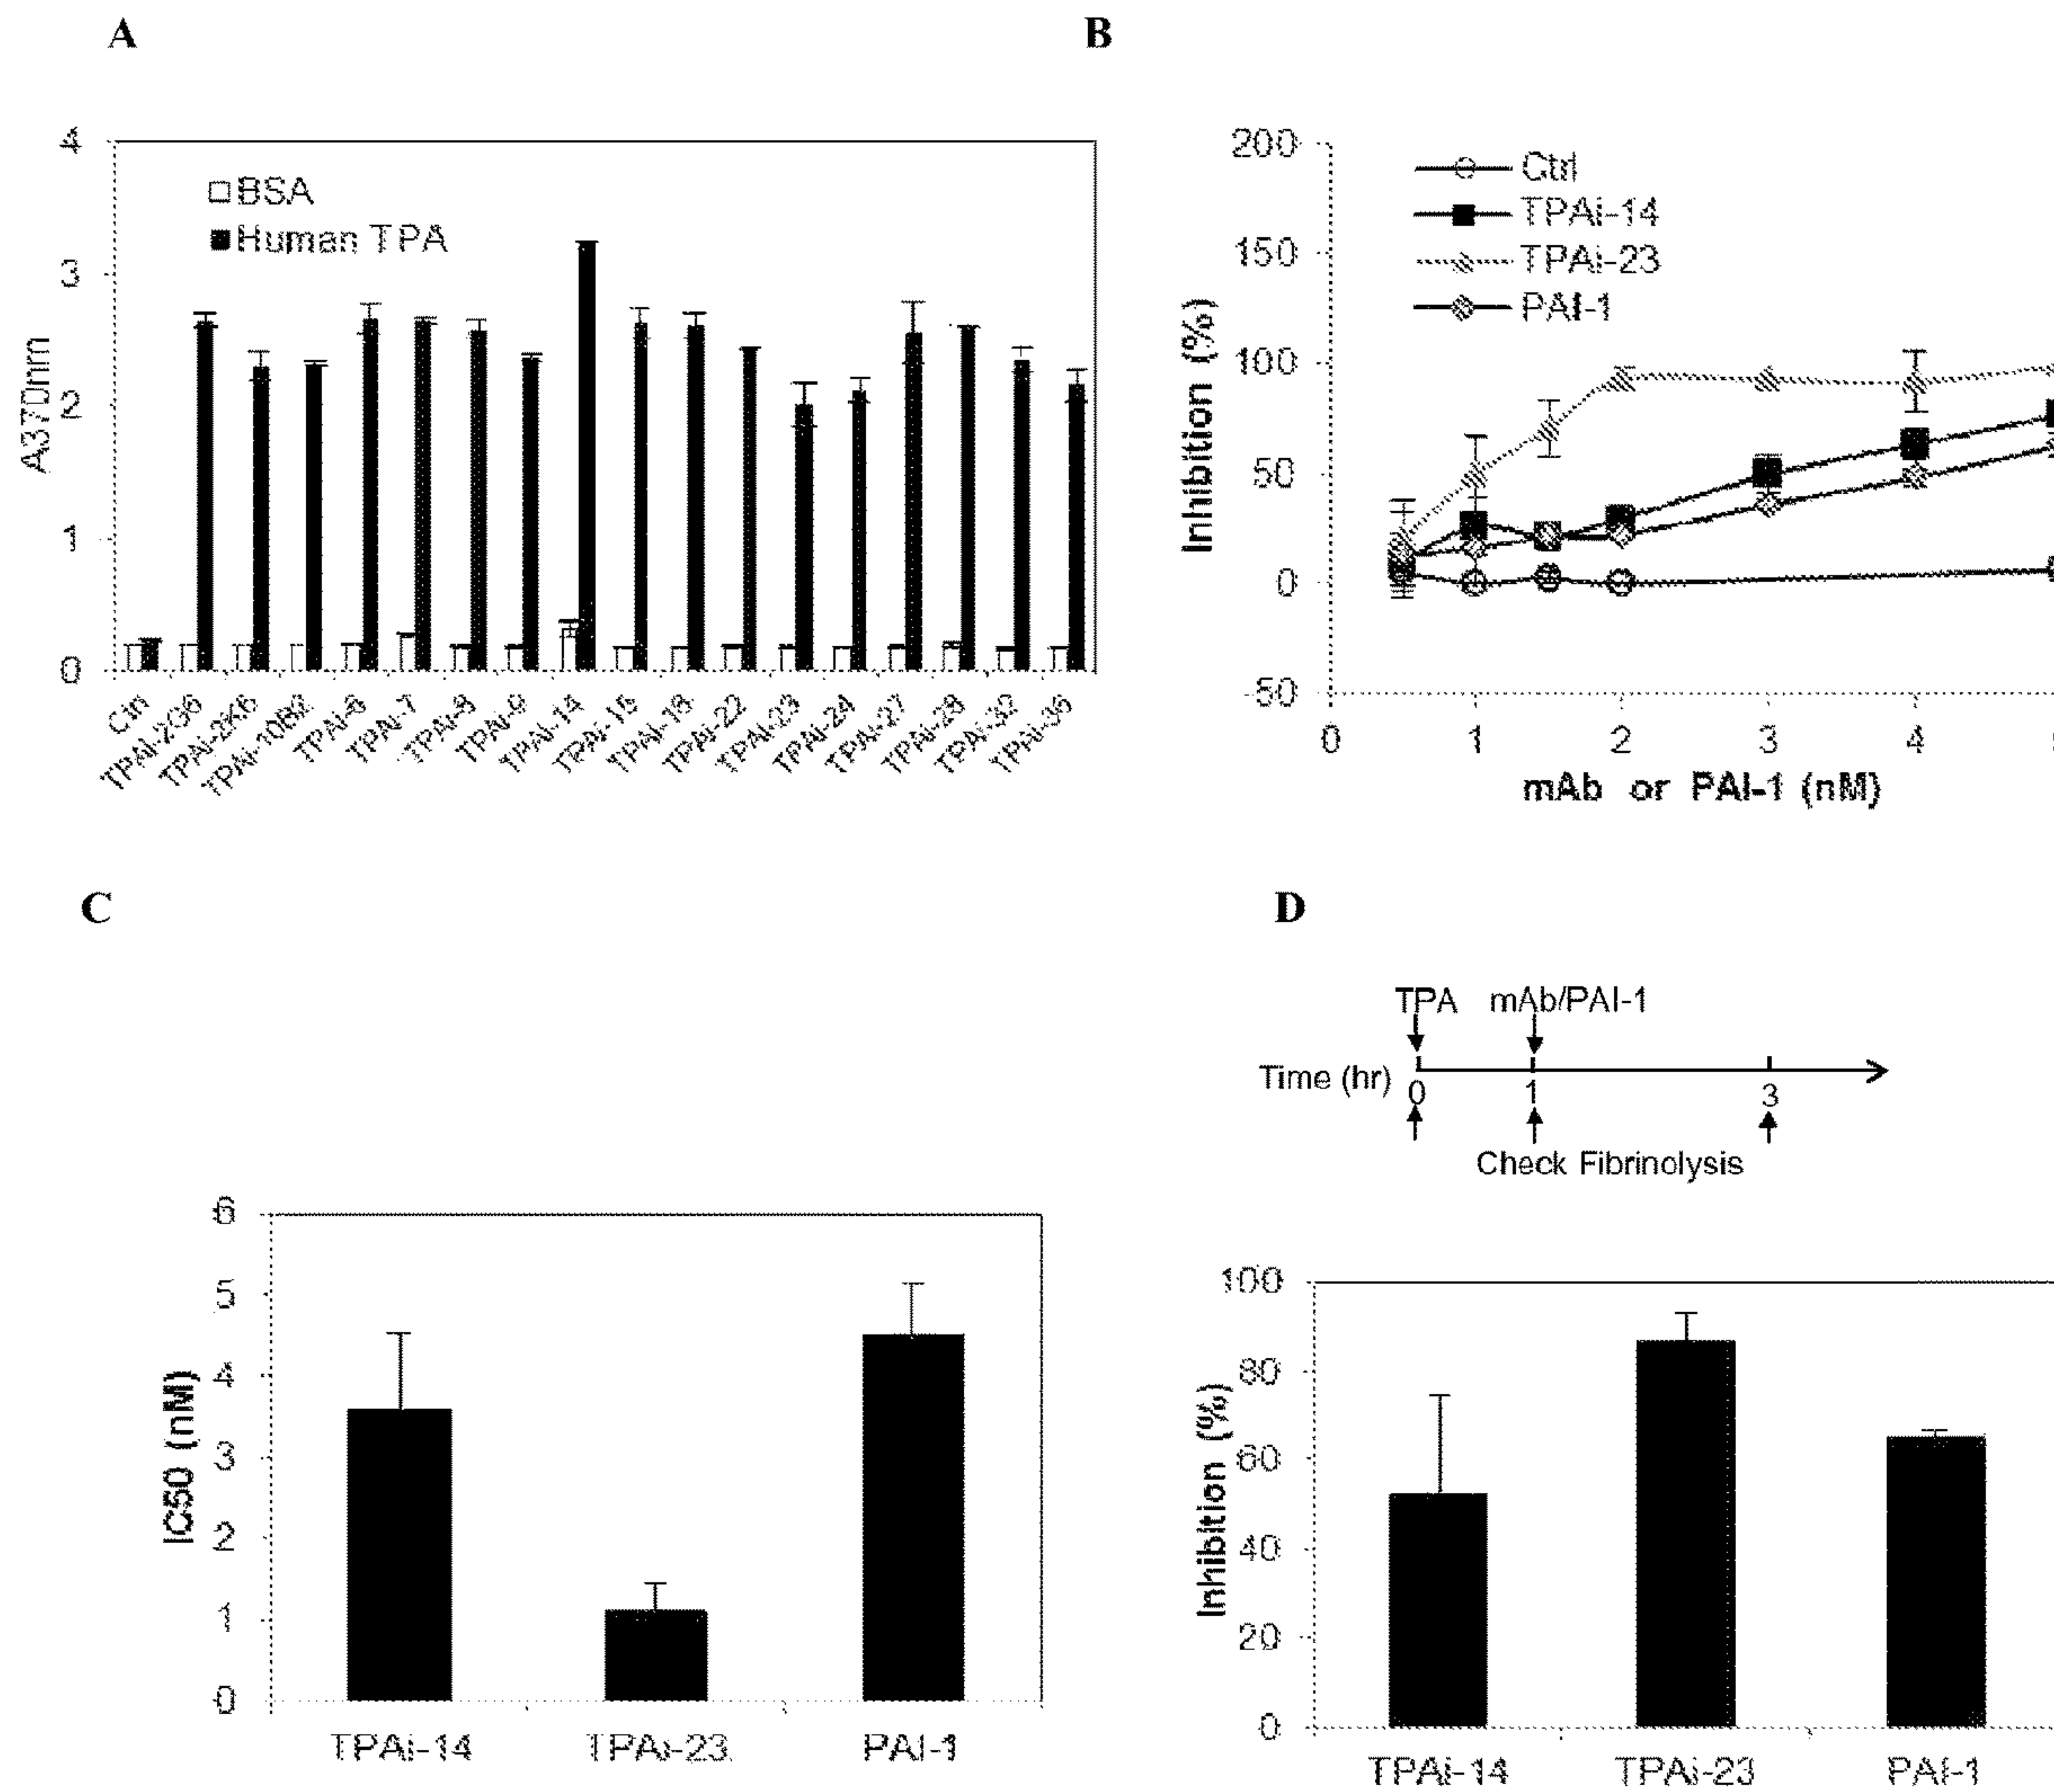 A
4
3
2
1
0
A370nm
BSA
Human TPA
Ctrl
TPAi-2G6
TPAi-2K6
TPAi-10B2
TPAi-6
TPAi-7
TPAi-8
TPAi-9
TPAi-14
TPAi-15
TPAi-18
TPAi-22
TPAi-23
TPAi-24
TPAi-27
TPAi-28
TPAi-32
TPAi-36
B
200
150
100
50
0
-50
Inhibition (%)
Ctrl
TPAi-14
TPAi-23
PAI-1
0 1 2 3 4
mAb or PAI-1 (nM)
C
6
5
4
3
2
1
0
IC50 (nM)
TPAi-14 TPAi-23 PAI-1
D
TPA mAb/PAI-1
Time (hr) 0 1 3
Check Fibrinolysis
100
80
60
40
20
0
Inhibition (%)
TPAi-14 TPAi-23 PAI-1